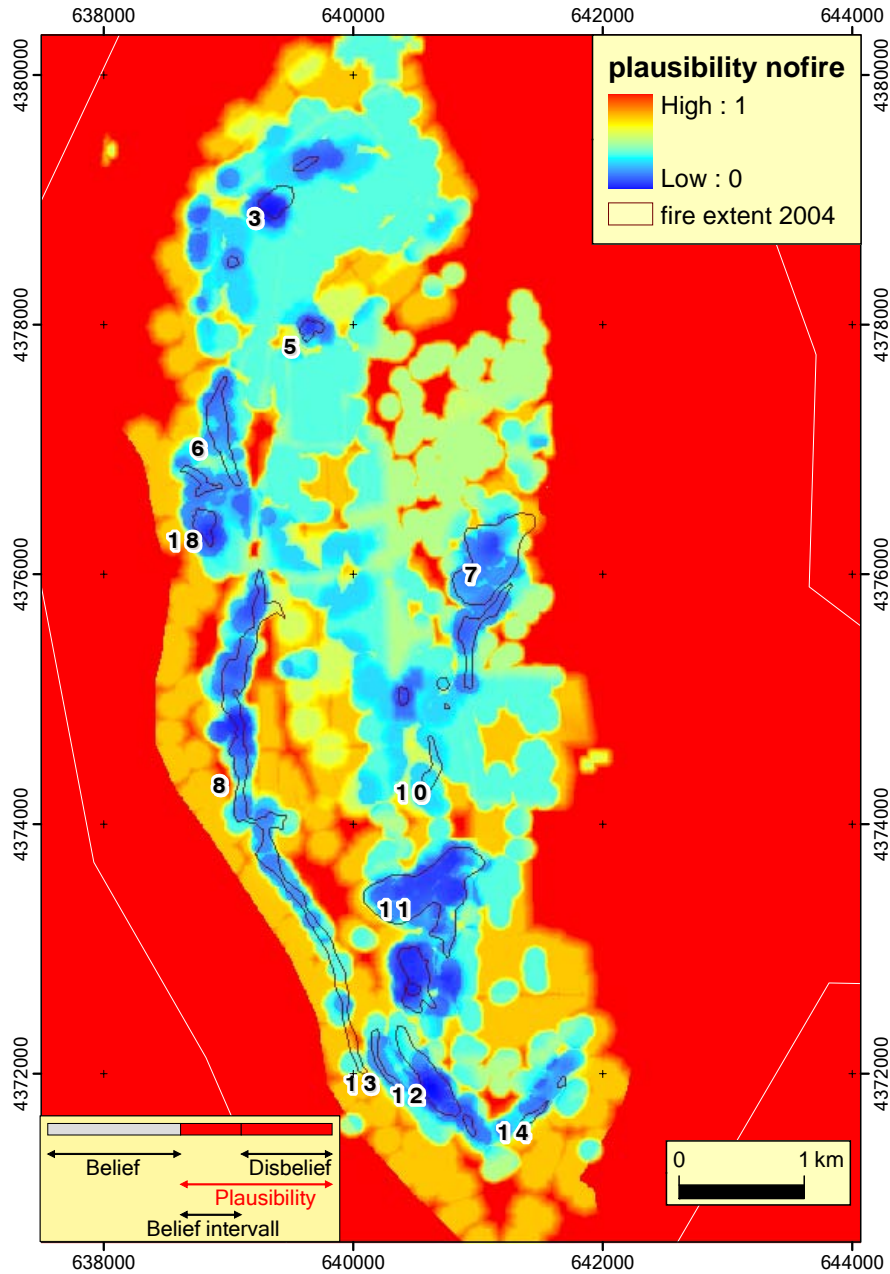 638000 640000 642000 644000
4380000
4378000
4376000
4374000
4372000
plausibility nofire
High : 1
Low : 0
fire extent 2004
3
5
6
18
7
8
10
11
13
12
14
Belief
Disbelief
Plausibility
Belief intervall
0 1 km
4380000
4378000
4376000
4374000
4372000
638000 640000 642000 644000